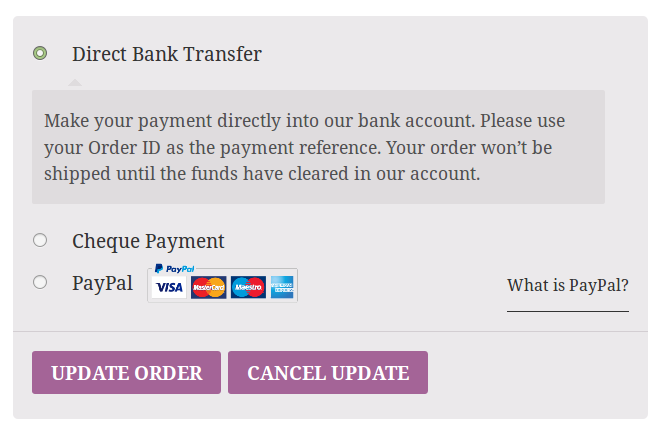 Direct Bank Transfer
Make your payment directly into our bank account. Please use
your Order ID as the payment reference. Your order won’t be
shipped until the funds have cleared in our account.
Cheque Payment
PayPal PayPal VISA MasterCard Maestro What is PayPal?
UPDATE ORDER CANCEL UPDATE